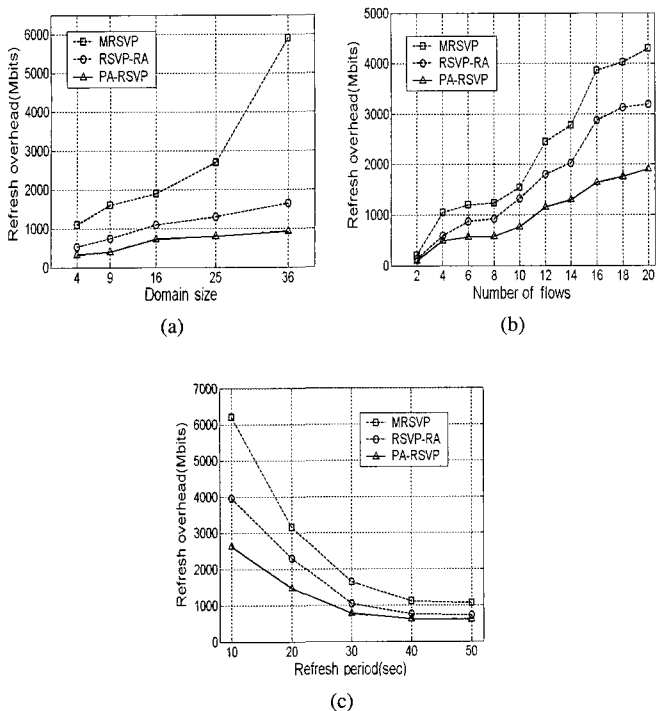 6000
5000
4000
3000
2000
1000
0
Refresh overhead(Mbits)
MRSVP
RSVP-RA
PA-RSVP
4 9 16 25 36
Domain size
(a)
5000
4000
3000
2000
1000
0
Refresh overhead(Mbits)
MRSVP
RSVP-RA
PA-RSVP
2 4 6 8 10 12 14 16 18 20
Number of flows
(b)
7000
6000
5000
4000
3000
2000
1000
0
Refresh overhead(Mbits)
MRSVP
RSVP-RA
PA-RSVP
10 20 30 40 50
Refresh period(sec)
(c)